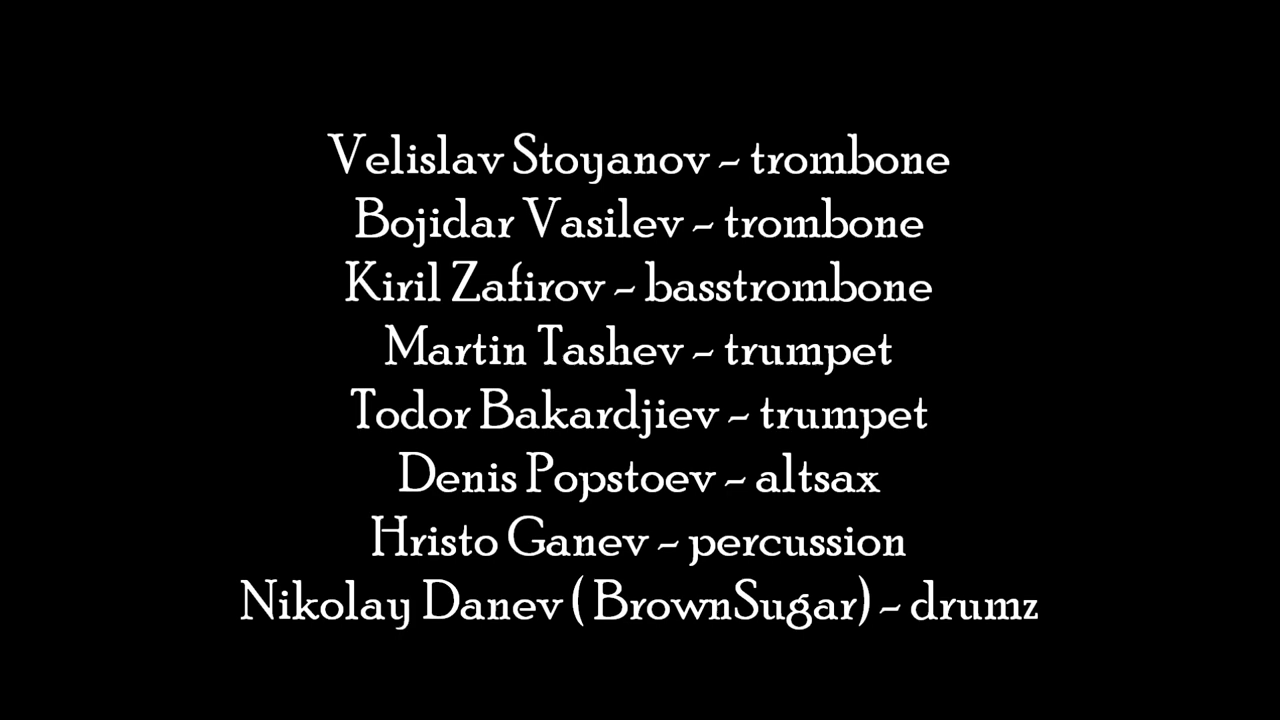 Velislav Stoyanov - trombone
Bojidar Vasilev - trombone
Kiril Zafirov - basstrombone
Martin Tashev - trumpet
Todor Bakardjiev - trumpet
Denis Popstoev - altsax
Hristo Ganev - percussion
Nikolay Danev ( BrownSugar) - drumz